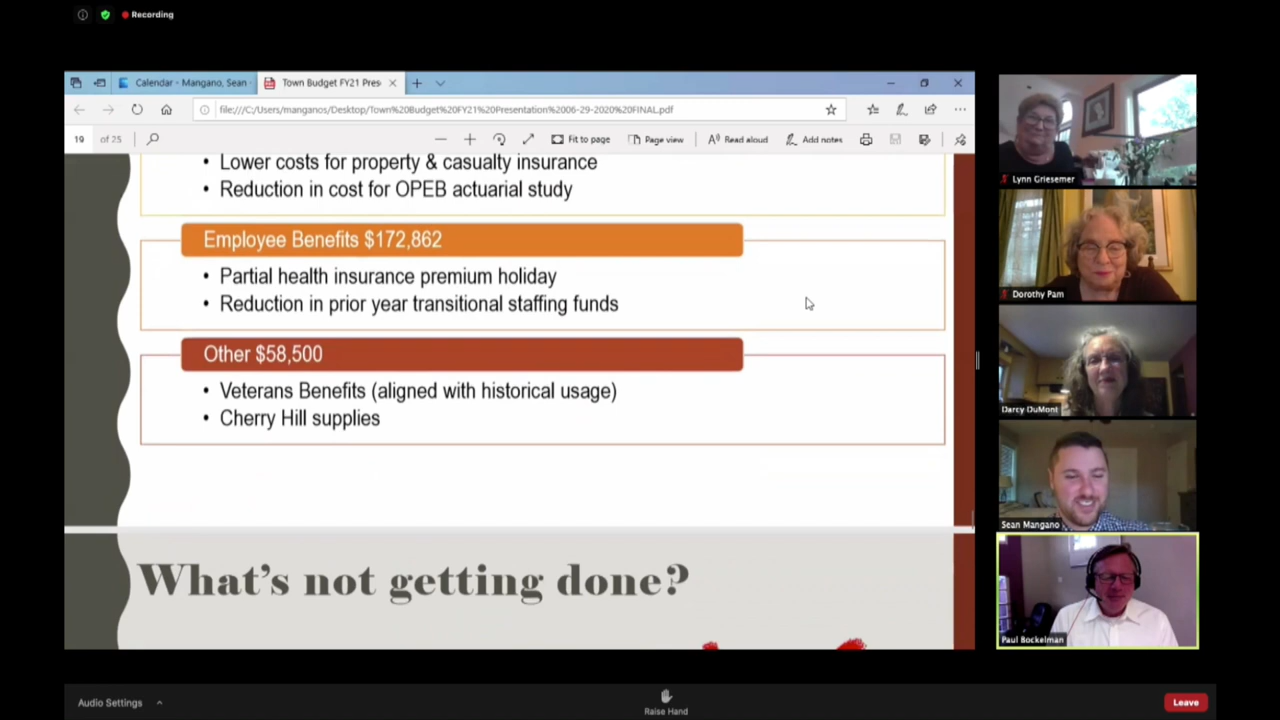 Recording
Calendar - Mangano, Sean
Town Budget FY21 Pres
file:///C:/Users/manganos/Desktop/Town%20Budget%20FY21%20Presentation%2006-29-2020%20FINAL.pdf
19 of 25
Fit to page
Page view
Read aloud
Add notes
• Lower costs for property & casualty insurance
• Reduction in cost for OPEB actuarial study
Employee Benefits $172,862
• Partial health insurance premium holiday
• Reduction in prior year transitional staffing funds
Other $58,500
• Veterans Benefits (aligned with historical usage)
• Cherry Hill supplies
What's not getting done?
Lynn Griesemer
Dorothy Pam
Darcy DuMont
Sean Mangano
Paul Bockelman
Audio Settings
Raise Hand
Leave